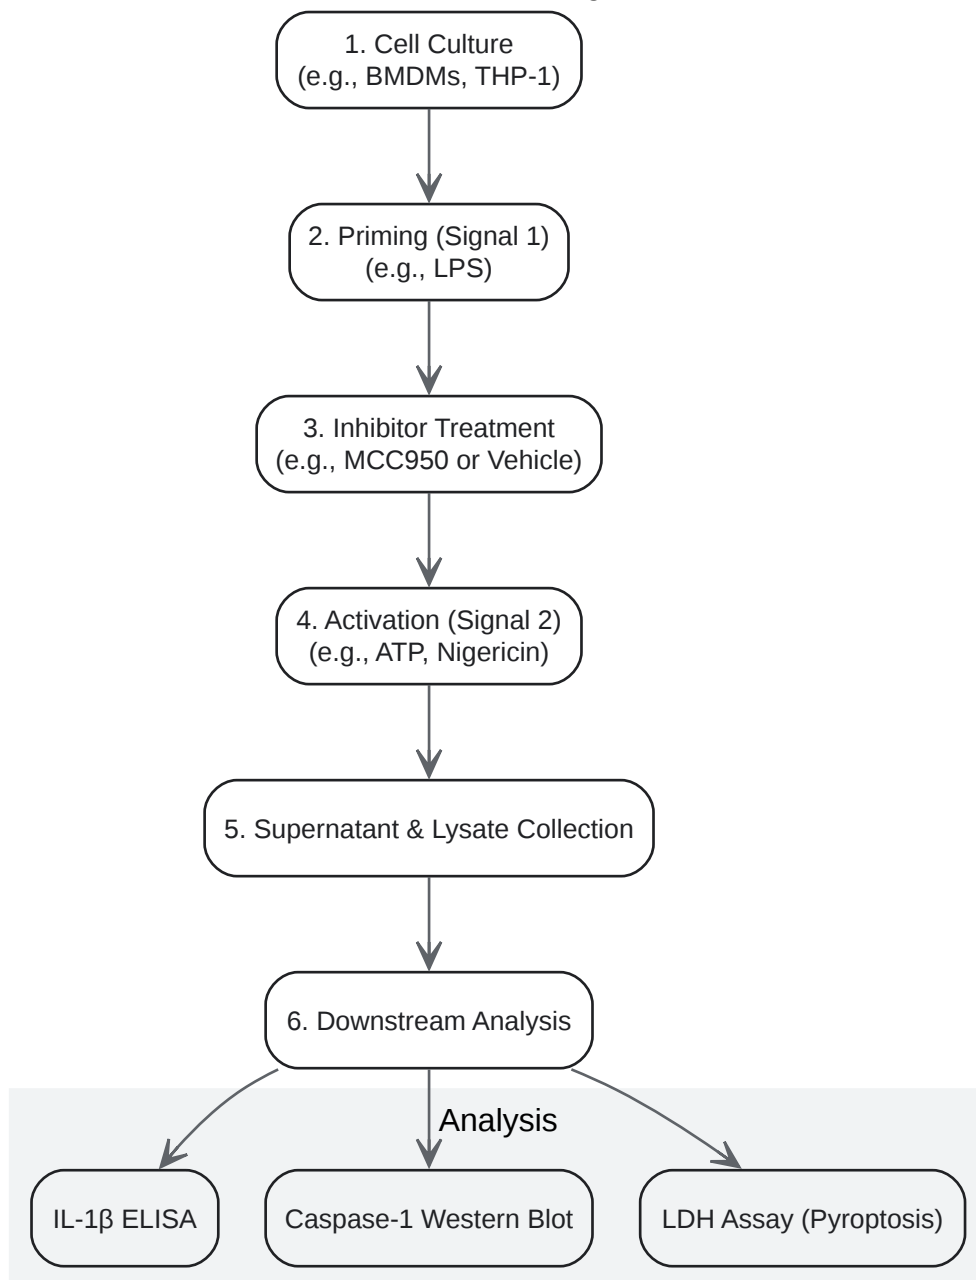 1. Cell Culture
(e.g., BMDMs, THP-1)
2. Priming (Signal 1)
(e.g., LPS)
3. Inhibitor Treatment
(e.g., MCC950 or Vehicle)
4. Activation (Signal 2)
(e.g., ATP, Nigericin)
5. Supernatant & Lysate Collection
6. Downstream Analysis
Analysis
IL-1β ELISA
Caspase-1 Western Blot
LDH Assay (Pyroptosis)